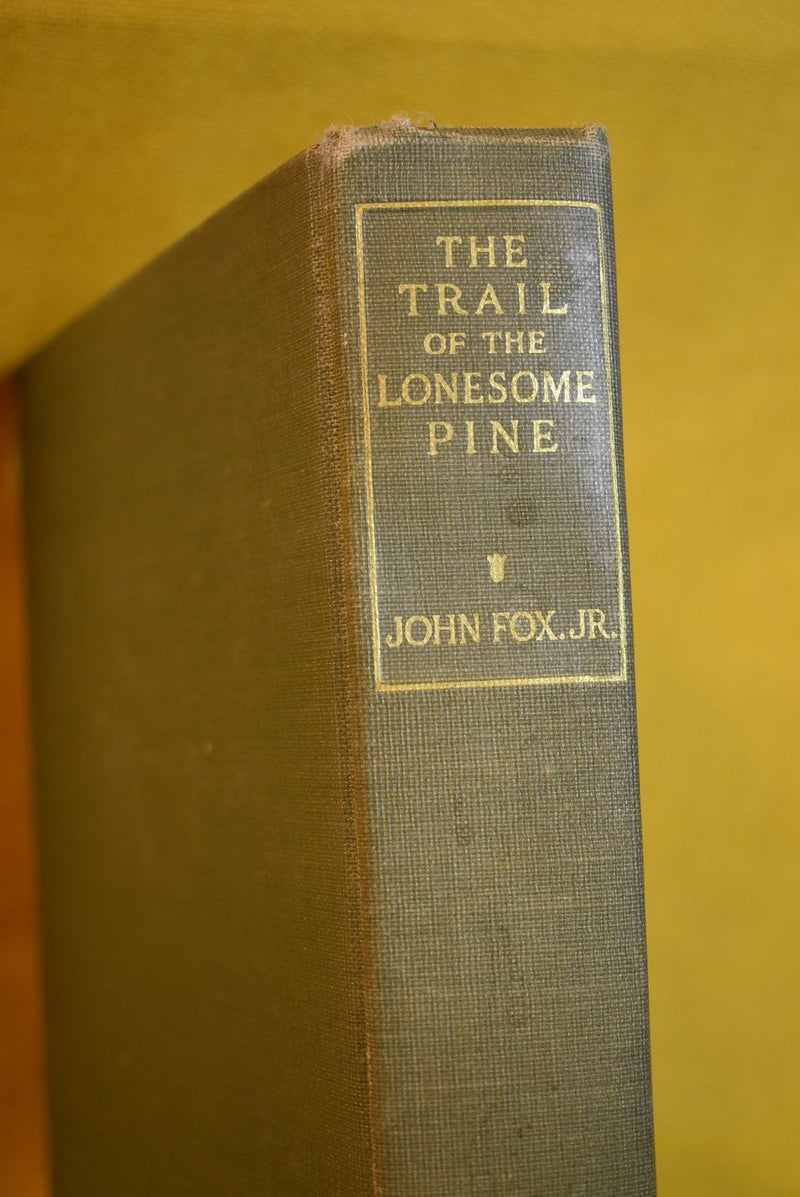 THE
TRAIL
OF THE
LONESOME
PINE
JOHN FOX. JR.